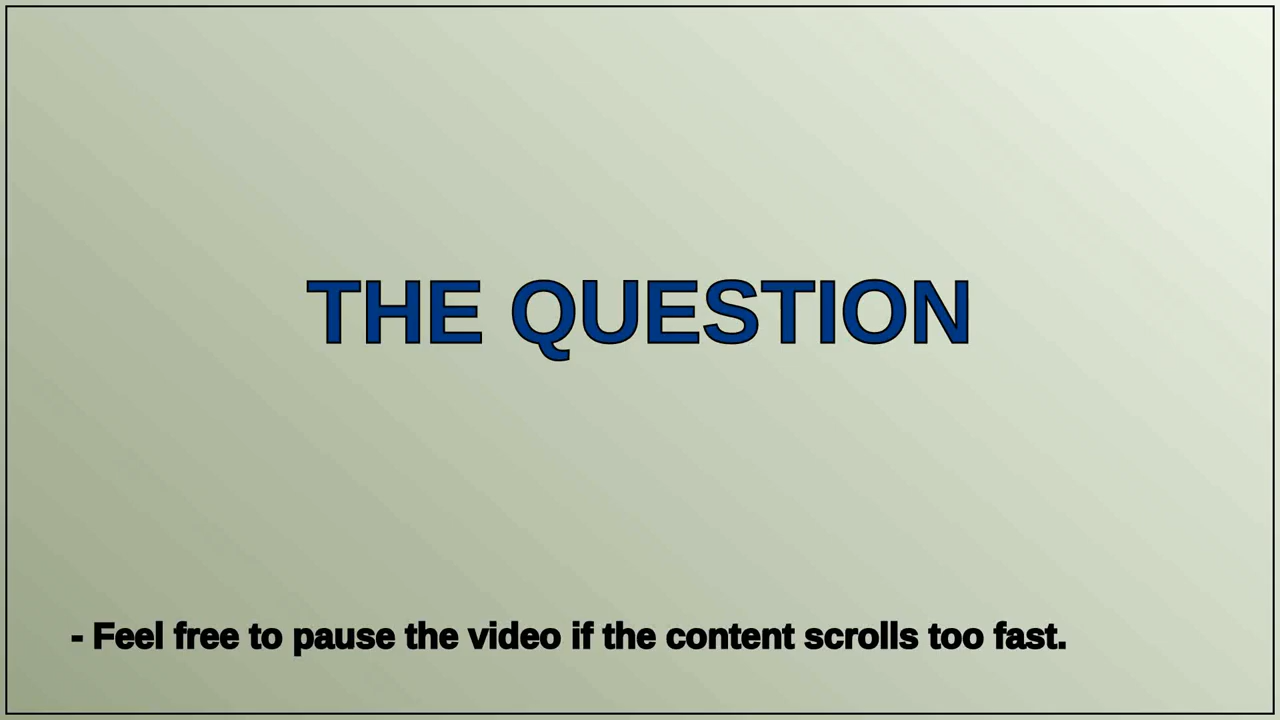 THE QUESTION
- Feel free to pause the video if the content scrolls too fast.